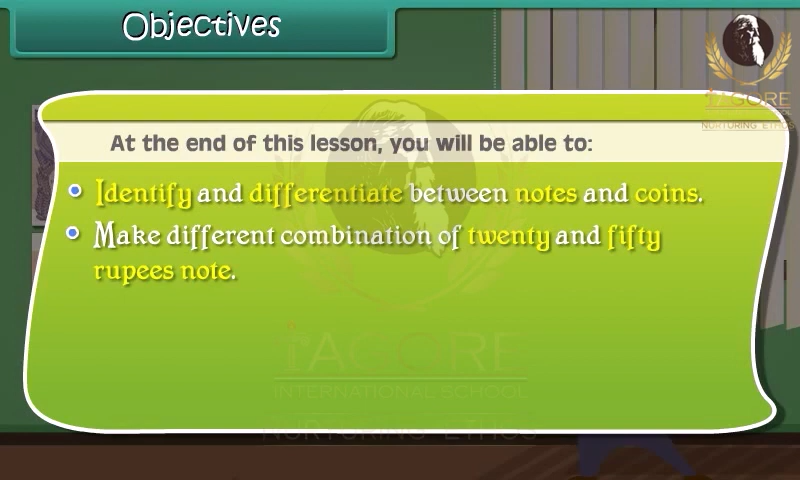 Objectives
TAGORE
NURTURING ETHOS
At the end of this lesson, you will be able to:
Identify and differentiate between notes and coins.
Make different combination of twenty and fifty
rupees note.
TAGORE
INTERNATIONAL SCHOOL
NURTURING ETHOS